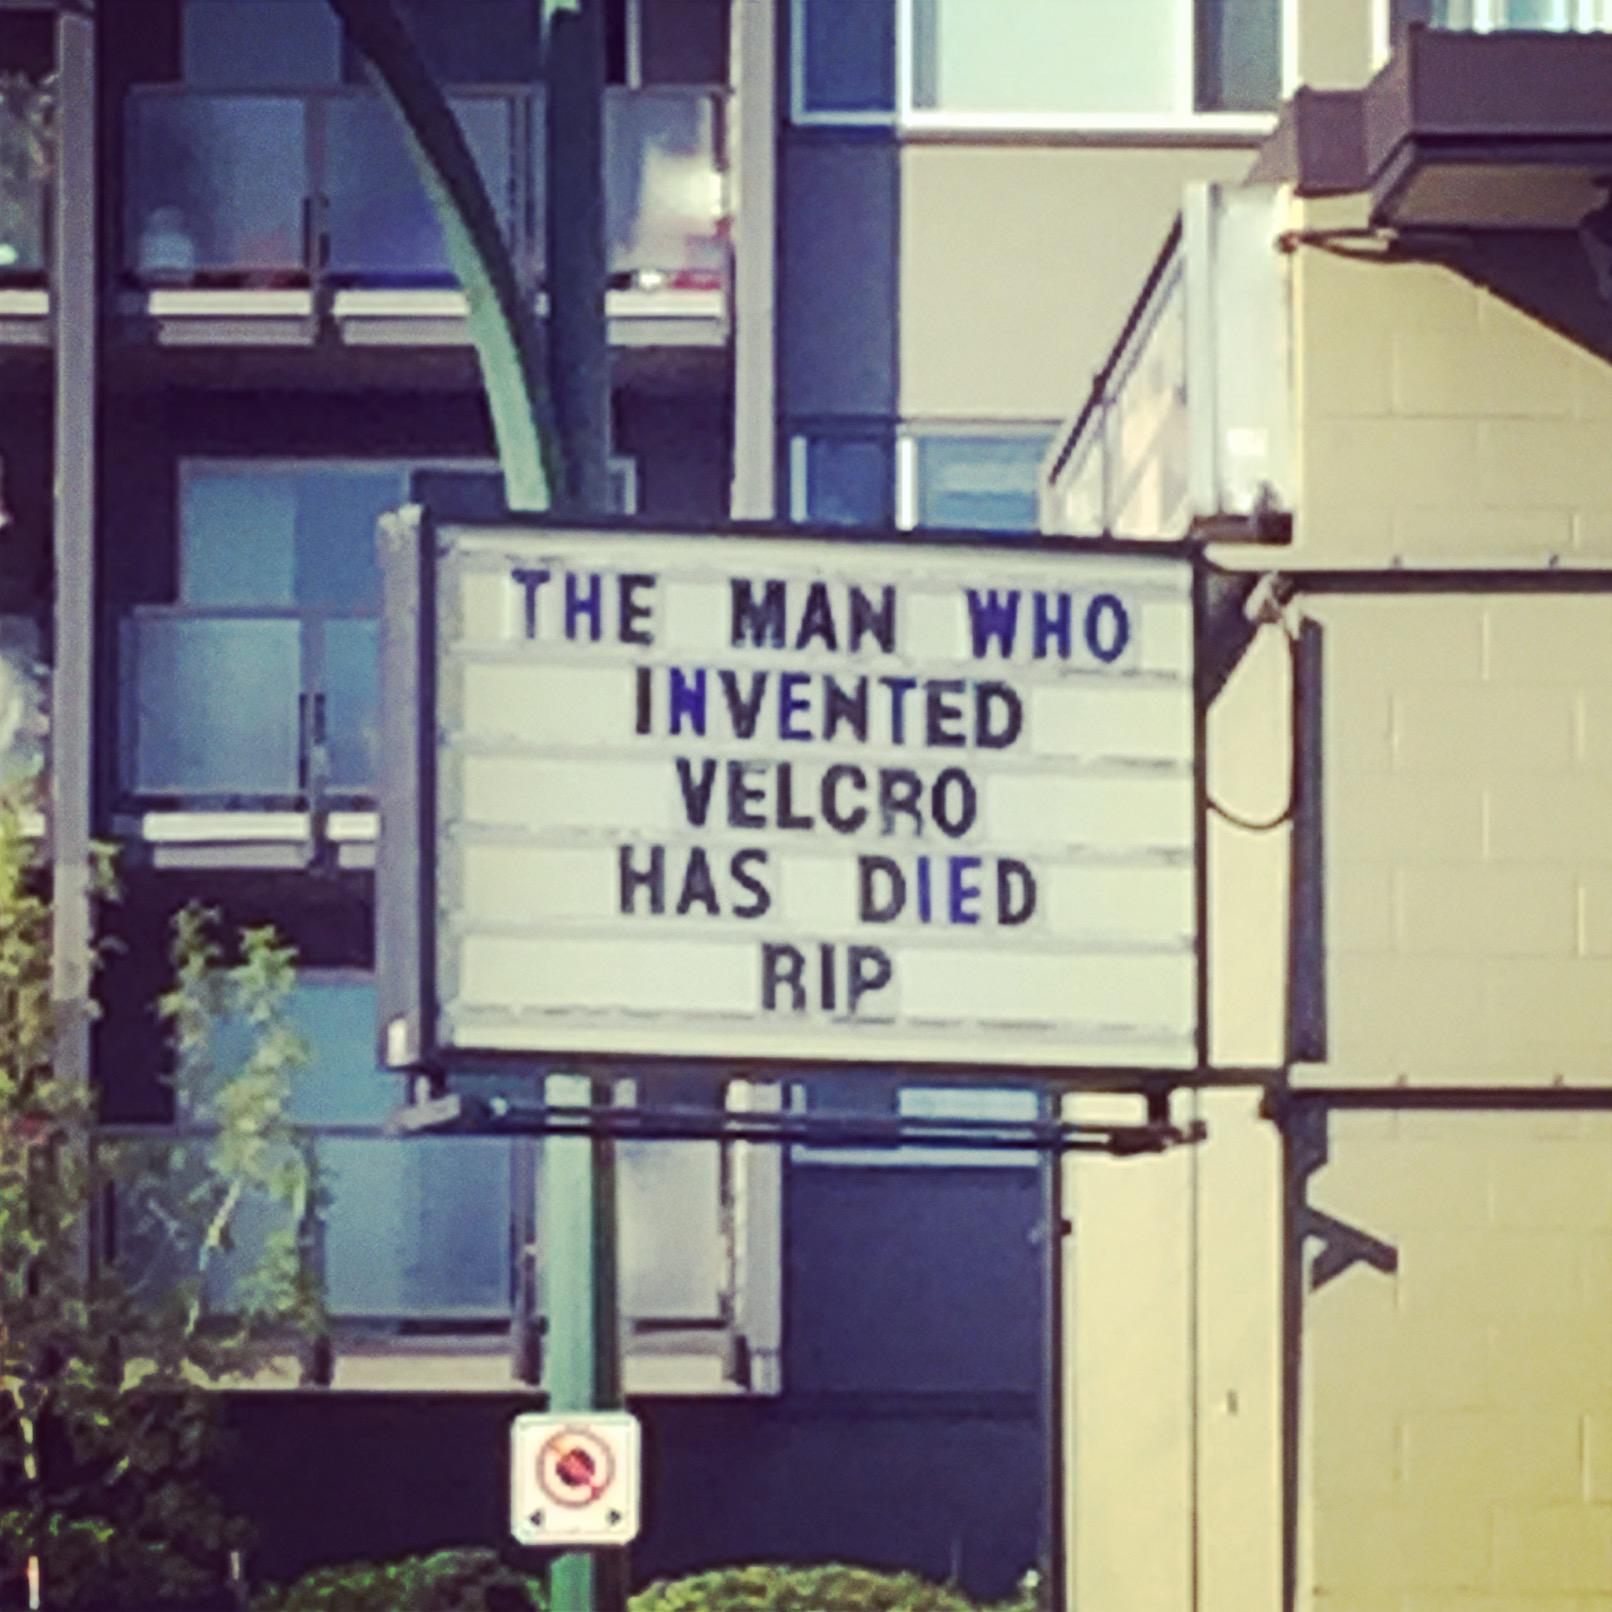 THE MAN WHO
INVENTED
VELCRO
HAS DIED
RIP